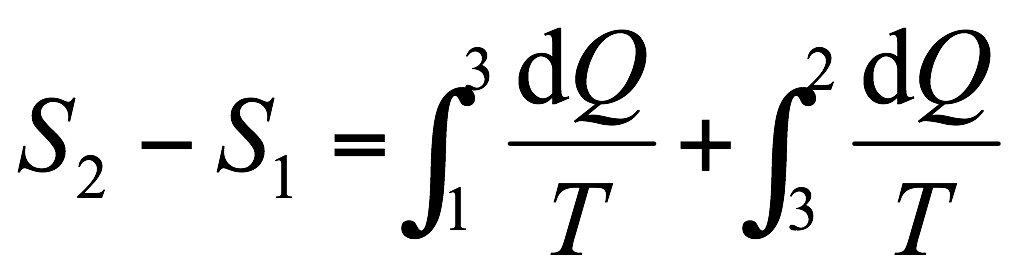 S₂ − S₁ = ∫₁³ dQ/T + ∫₃² dQ/T